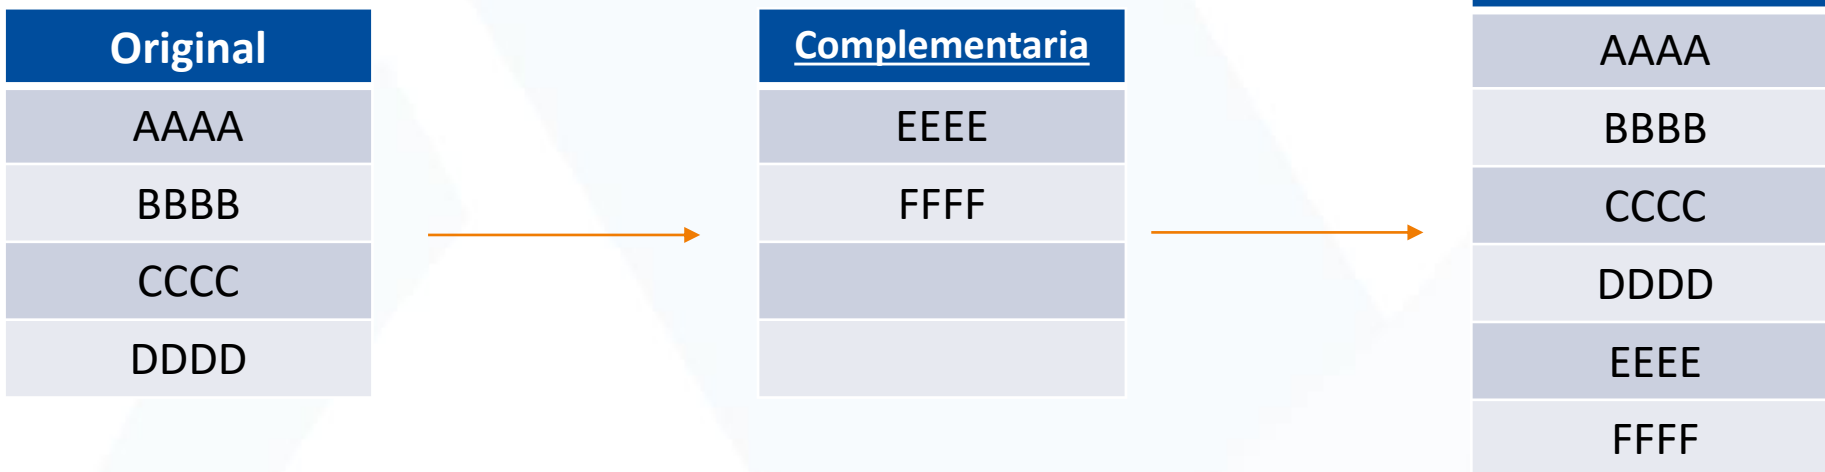 Original
AAAA
BBBB
CCCC
DDDD
Complementaria
EEEE
FFFF
AAAA
BBBB
CCCC
DDDD
EEEE
FFFF